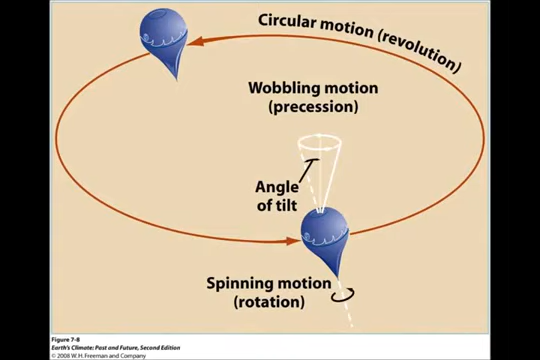 Circular motion (revolution)
Wobbling motion
(precession)
Angle
of tilt
Spinning motion
(rotation)
Figure 7-8
Earth's Climate: Past and Future, Second Edition
© 2008 W.H. Freeman and Company